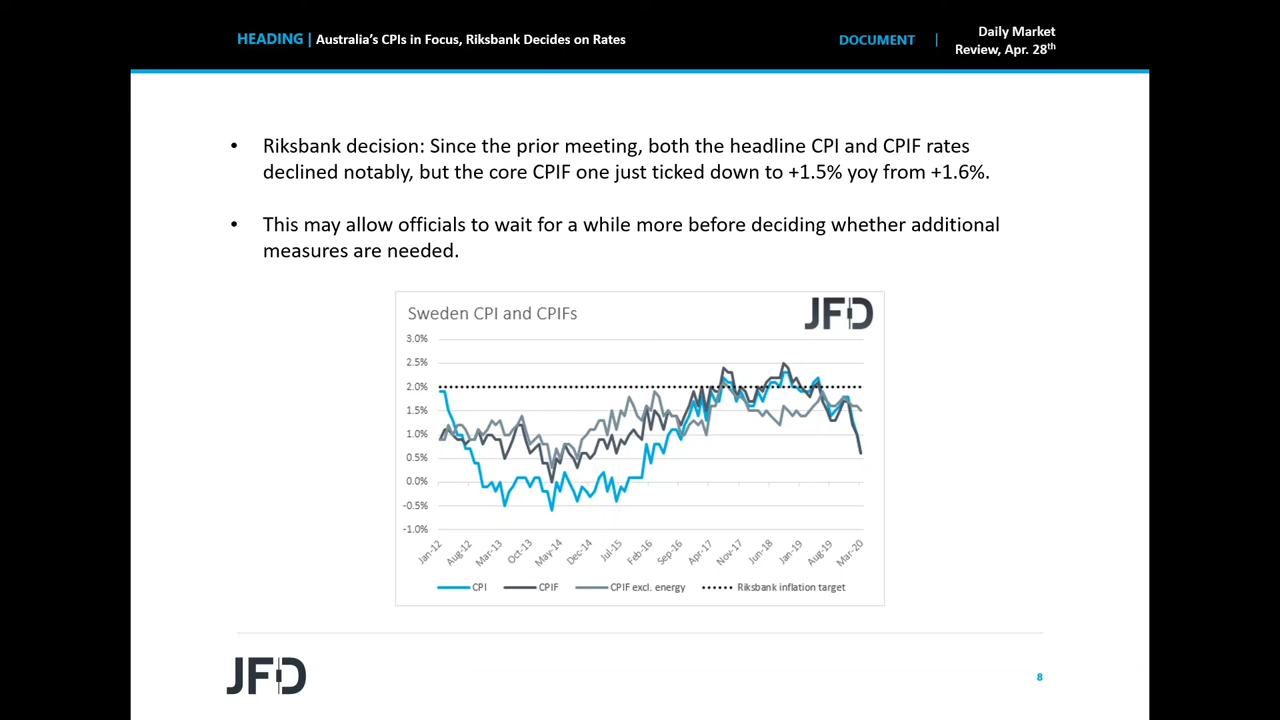 HEADING | Australia's CPIs in Focus, Riksbank Decides on Rates
DOCUMENT |
Daily Market
Review, Apr. 28th
• Riksbank decision: Since the prior meeting, both the headline CPI and CPIF rates
declined notably, but the core CPIF one just ticked down to +1.5% yoy from +1.6%.
• This may allow officials to wait for a while more before deciding whether additional
measures are needed.
Sweden CPI and CPIFs
JFD
3.0%
2.5%
2.0%
1.5%
1.0%
0.5%
0.0%
-0.5%
-1.0%
Jan-12 Aug-12 Mar-13 Oct-13 May-14 Dec-14 Jul-15 Feb-16 Sep-16 Apr-17 Nov-17 Jun-18 Jan-19 Aug-19 Mar-20
CPI CPIF CPIF excl. energy Riksbank inflation target
JFD
8